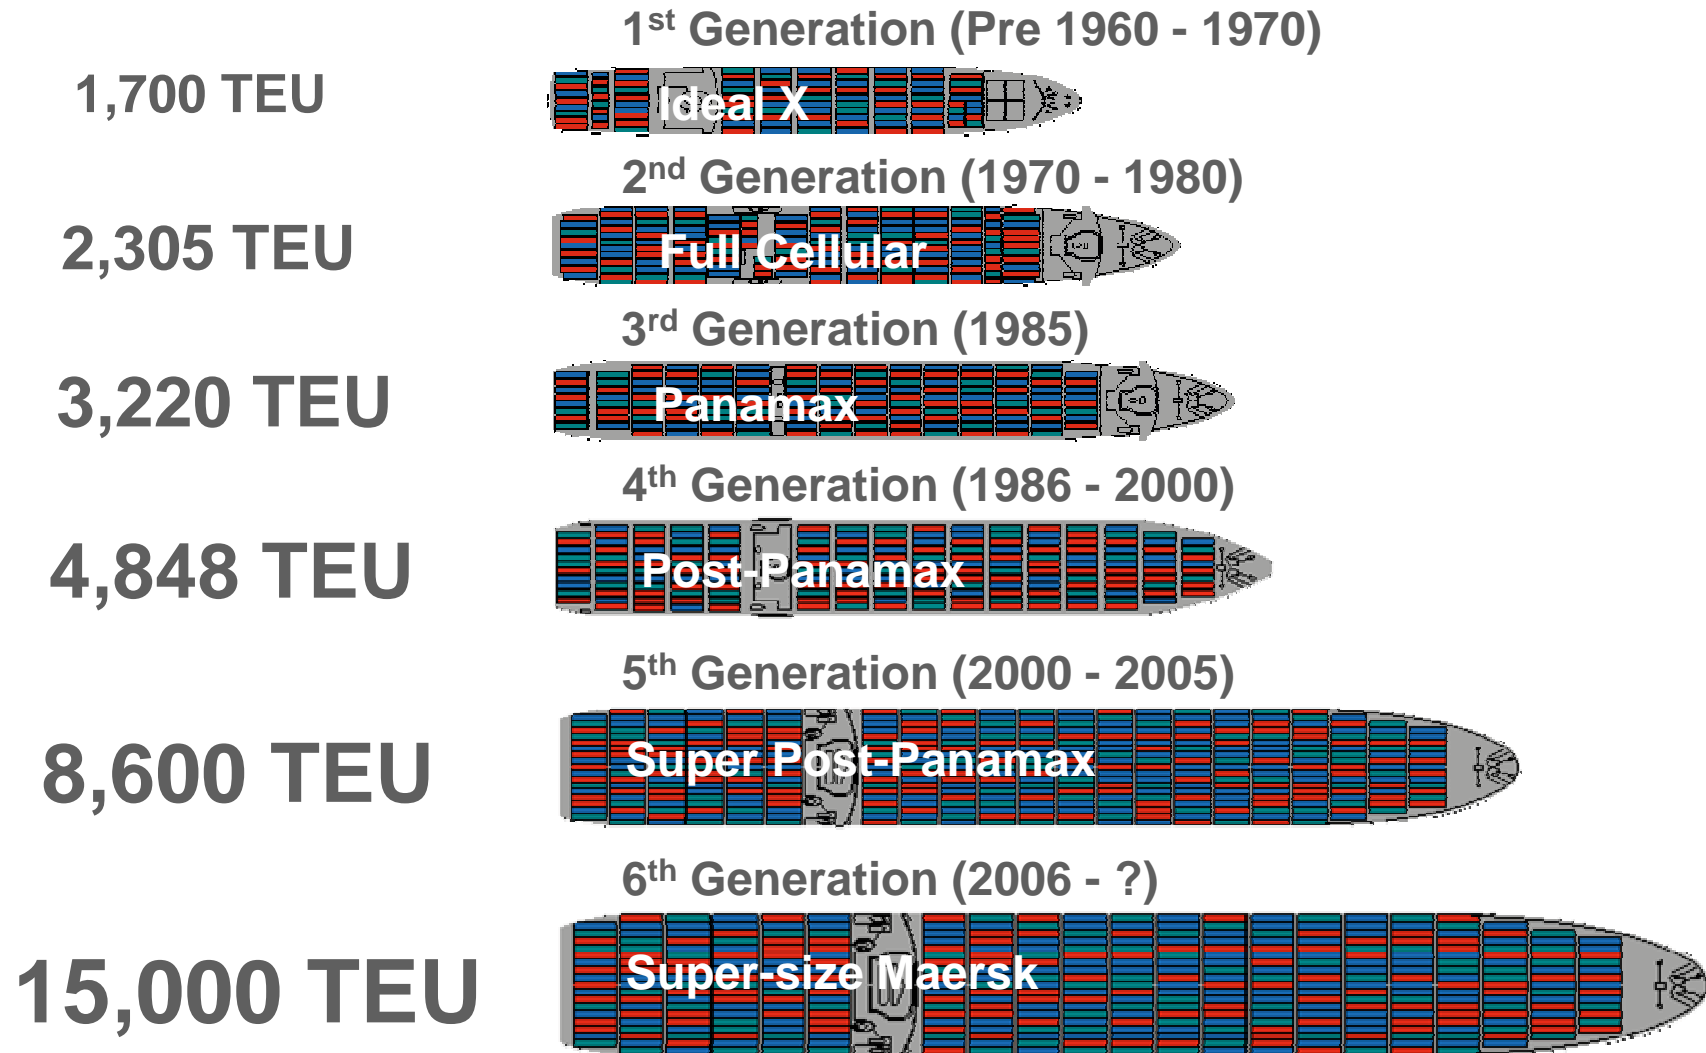 1st Generation (Pre 1960 - 1970)
1,700 TEU
Ideal X
2nd Generation (1970 - 1980)
2,305 TEU
Full Cellular
3rd Generation (1985)
3,220 TEU
Panamax
4th Generation (1986 - 2000)
4,848 TEU
Post-Panamax
5th Generation (2000 - 2005)
8,600 TEU
Super Post-Panamax
6th Generation (2006 - ?)
15,000 TEU
Super-size Maersk